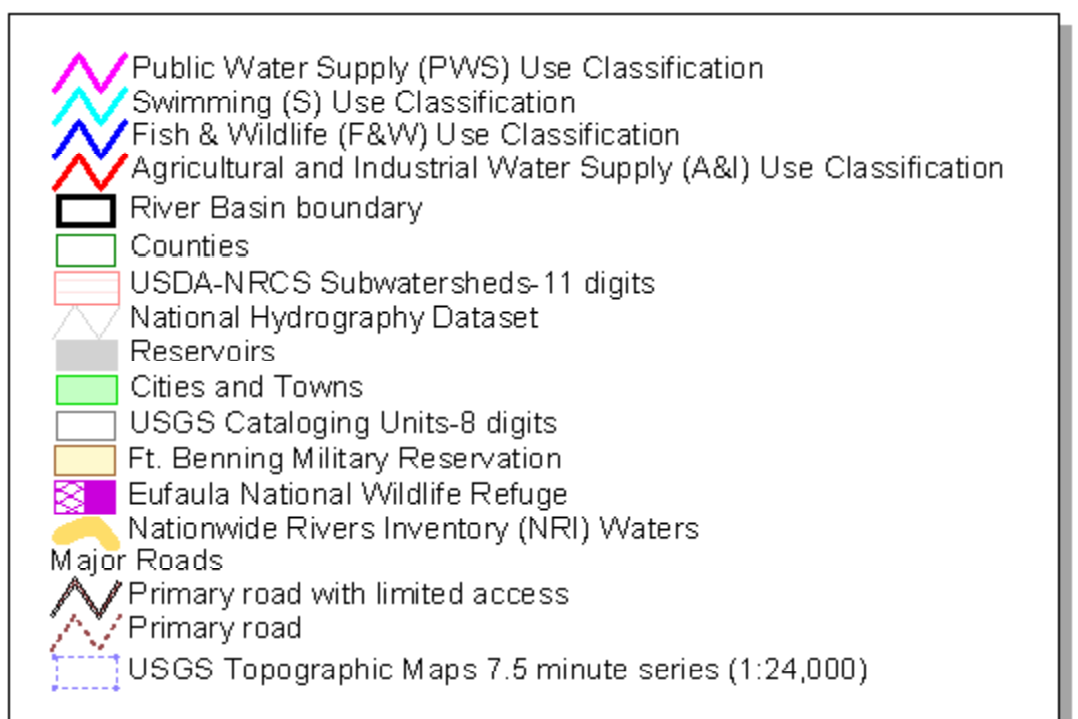 Public Water Supply (PWS) Use Classification
Swimming (S) Use Classification
Fish & Wildlife (F&W) Use Classification
Agricultural and Industrial Water Supply (A&I) Use Classification
River Basin boundary
Counties
USDA-NRCS Subwatersheds-11 digits
National Hydrography Dataset
Reservoirs
Cities and Towns
USGS Cataloging Units-8 digits
Ft. Benning Military Reservation
Eufaula National Wildlife Refuge
Nationwide Rivers Inventory (NRI) Waters
Major Roads
Primary road with limited access
Primary road
USGS Topographic Maps 7.5 minute series (1:24,000)